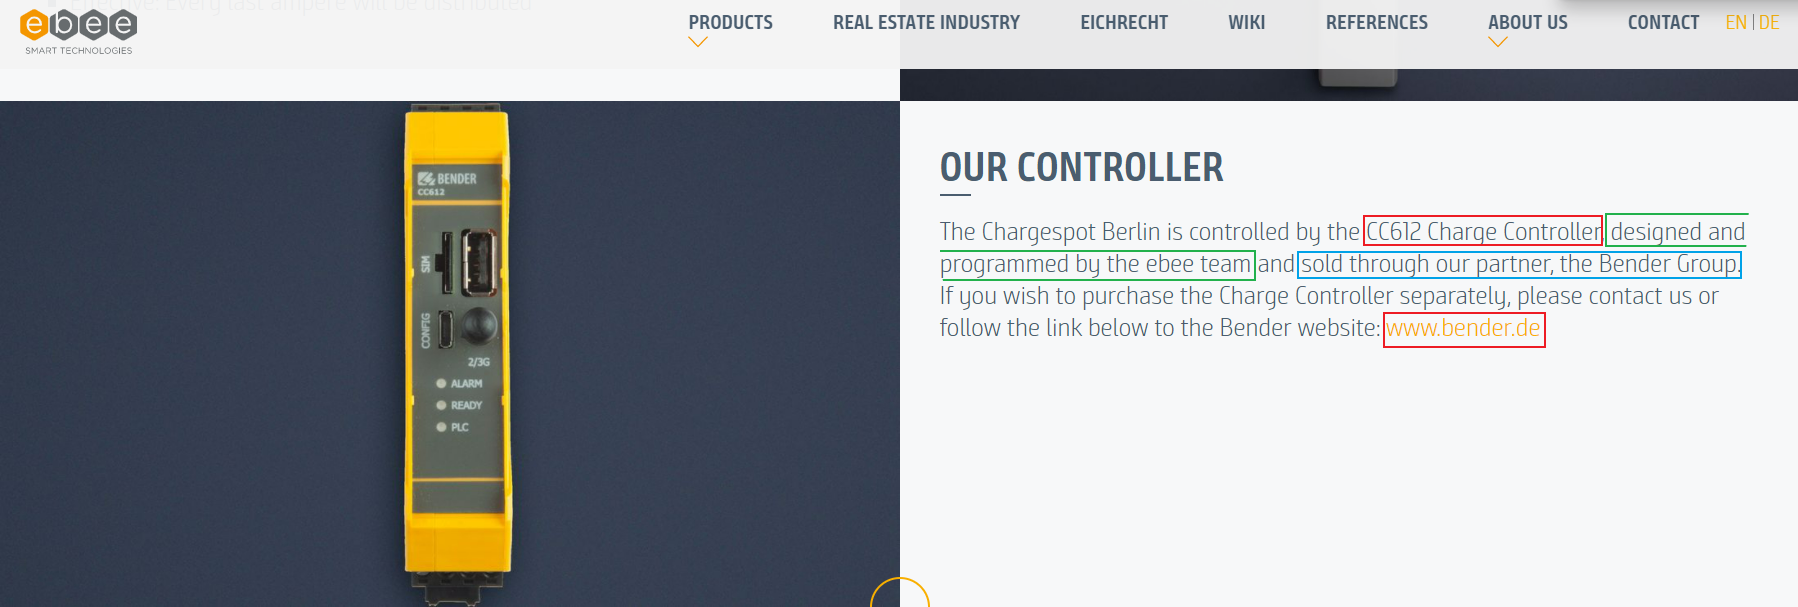 Effective: Every last ampere will be distributed
ebee
SMART TECHNOLOGIES
PRODUCTS
REAL ESTATE INDUSTRY
EICHRECHT
WIKI
REFERENCES
ABOUT US
CONTACT
EN | DE
BENDER
CC612
SIM
CONFIG
2/3G
ALARM
READY
PLC
OUR CONTROLLER
The Chargespot Berlin is controlled by the CC612 Charge Controller designed and
programmed by the ebee team and sold through our partner, the Bender Group.
If you wish to purchase the Charge Controller separately, please contact us or
follow the link below to the Bender website: www.bender.de